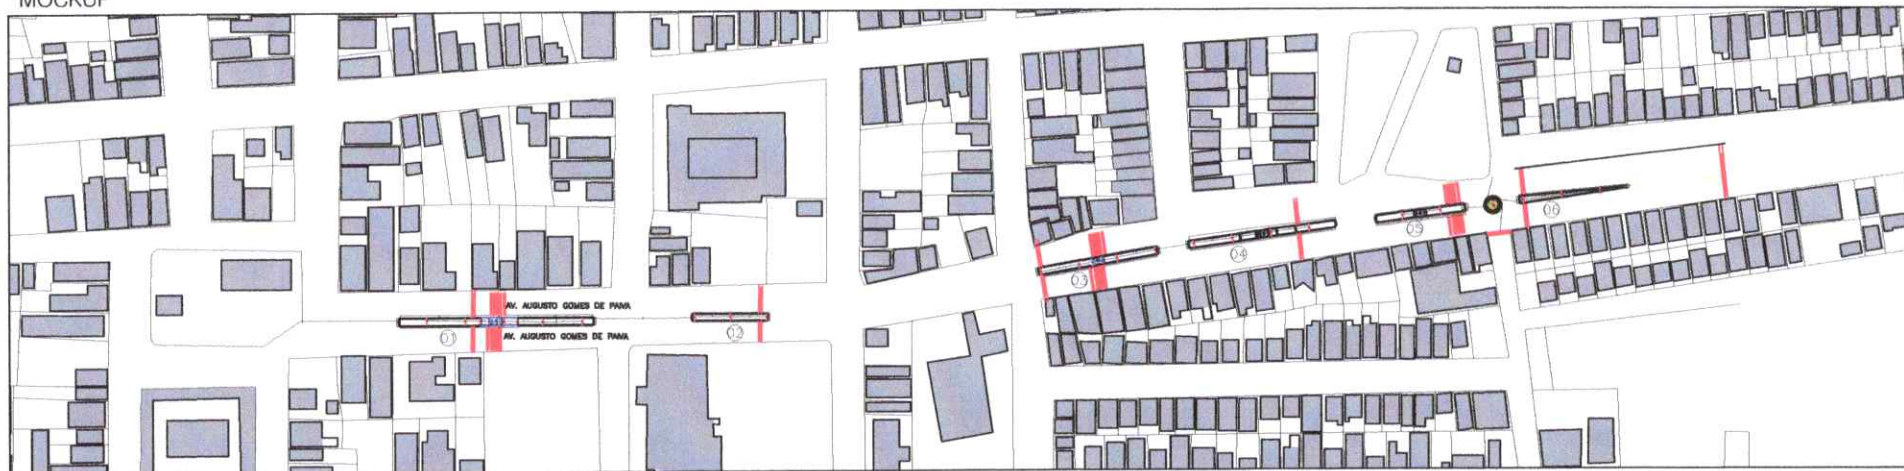 MOCKUP
AV. AUGUSTO GOMES DE PAIVA
01
AV. AUGUSTO GOMES DE PAIVA
02
03
04
05
06